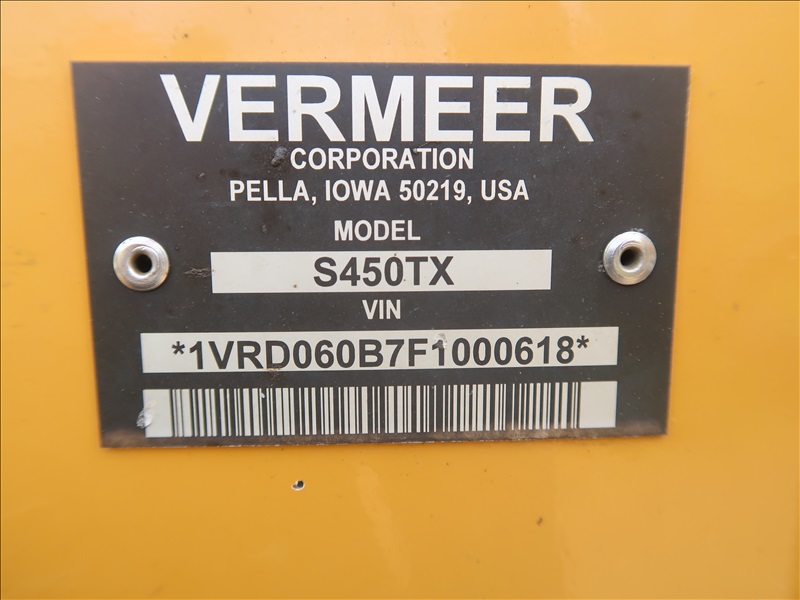 VERMEER
CORPORATION
PELLA, IOWA 50219, USA
MODEL
S450TX
VIN
*1VRD060B7F1000618*